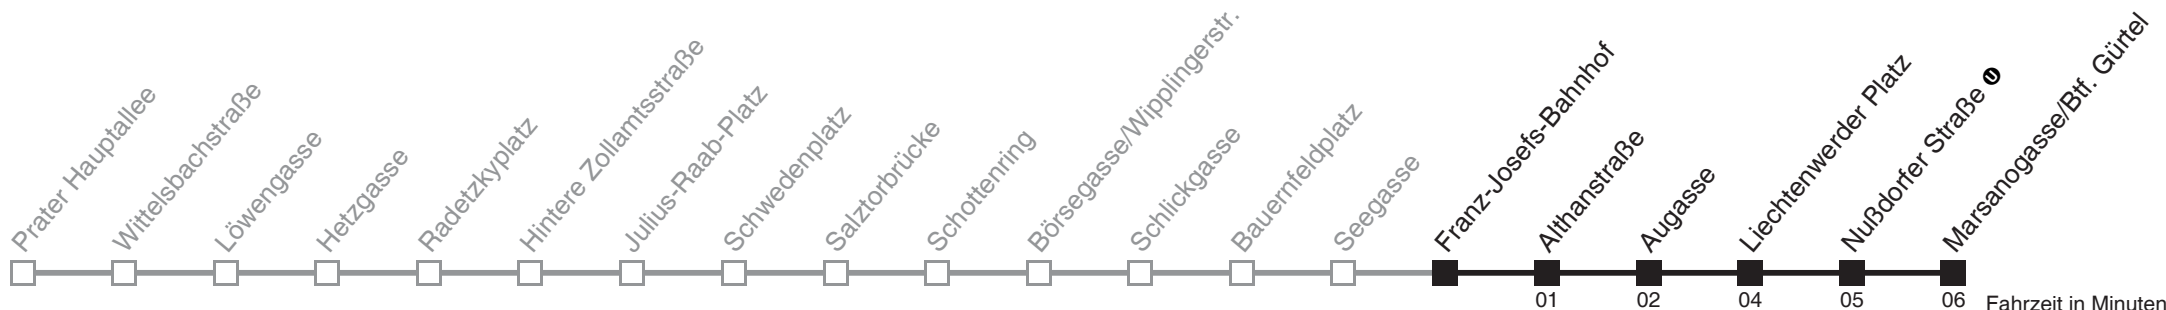 Prater Hauptallee
Wittelsbachstraße
Löwengasse
Hetzgasse
Radetzkyplatz
Hintere Zollamtsstraße
Julius-Raab-Platz
Schwedenplatz
Salztorbrücke
Schottenring
Börsegasse/Wipplingerstr.
Schlickgasse
Bauernfeldplatz
Seegasse
Franz-Josefs-Bahnhof
Althanstraße
Augasse
Liechtenwerder Platz
Nußdorfer Straße U
Marsanogasse/Btf. Gürtel
01 02 04 05 06 Fahrzeit in Minuten